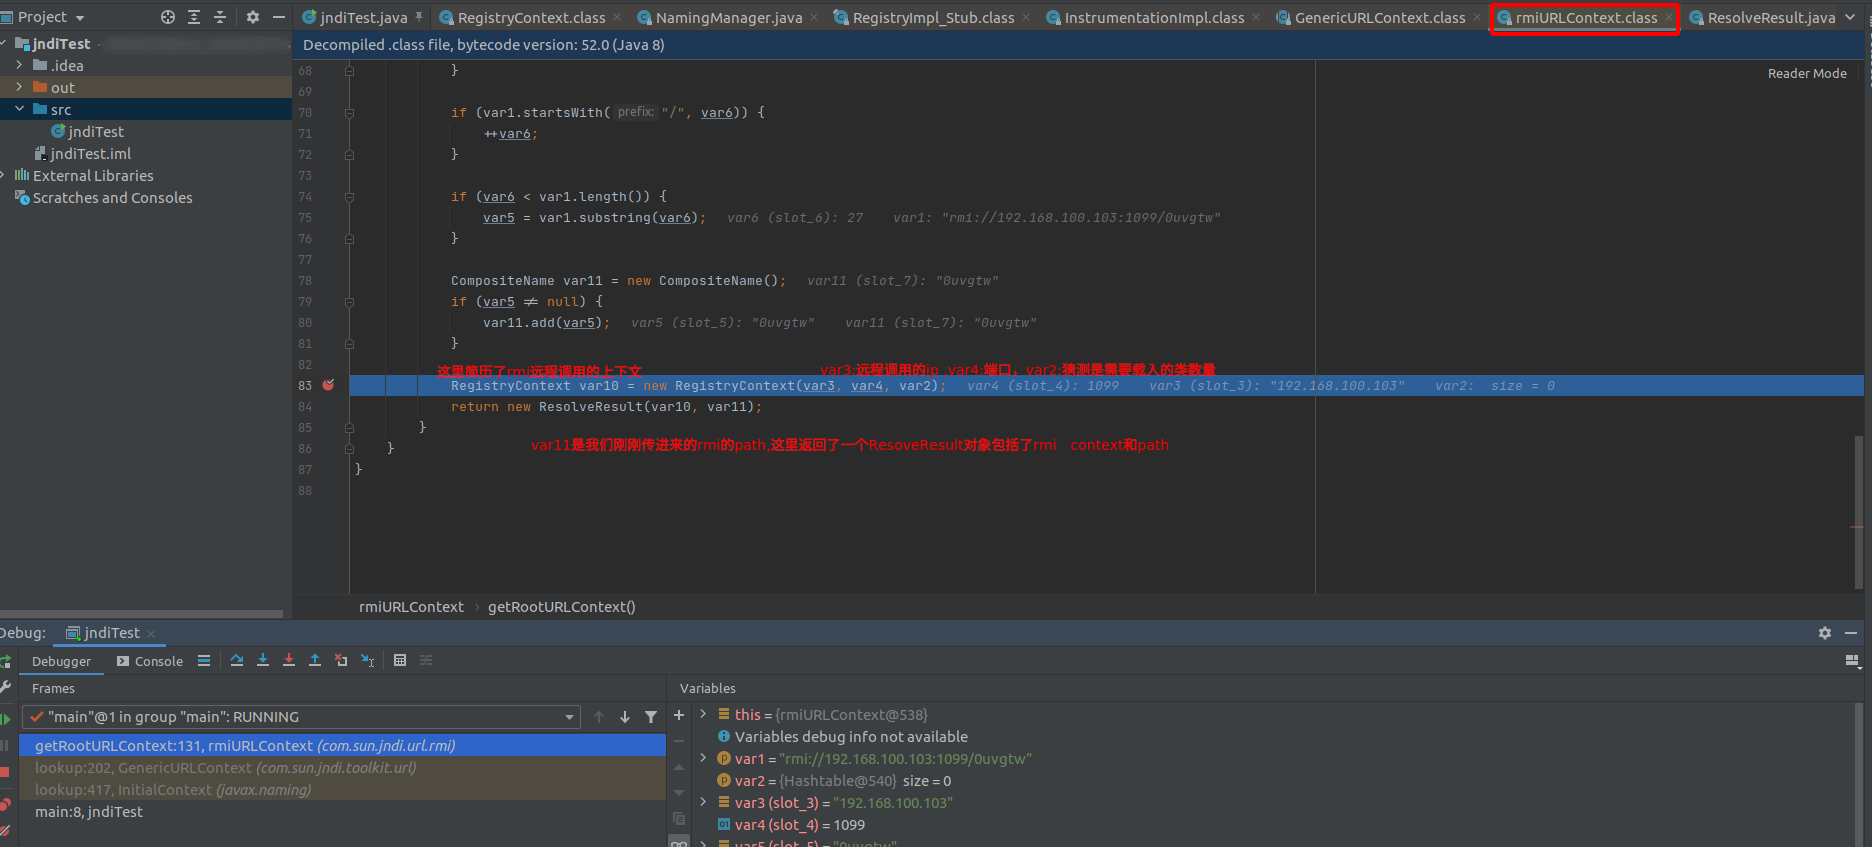 Project
jndiTest.java
RegistryContext.class
NamingManager.java
RegistryImpl_Stub.class
InstrumentationImpl.class
GenericURLContext.class
rmiURLContext.class
ResolveResult.java
jndiTest
.idea
out
src
jndiTest
jndiTest.iml
External Libraries
Scratches and Consoles
Decompiled .class file, bytecode version: 52.0 (Java 8)
Reader Mode
68 }
69
70 if (var1.startsWith( prefix: "/", var6)) {
71 ++var6;
72 }
73
74 if (var6 < var1.length()) {
75 var5 = var1.substring(var6); var6 (slot_6): 27 var1: "rmi://192.168.100.103:1099/0uvgtw"
76 }
77
78 CompositeName var11 = new CompositeName(); var11 (slot_7): "0uvgtw"
79 if (var5 != null) {
80 var11.add(var5); var5 (slot_5): "0uvgtw" var11 (slot_7): "0uvgtw"
81 }
82
这里简历了rmi远程调用的上下文 var3:远程调用的ip ,var4:端口，var2:猜测是需要载入的类数量
83 RegistryContext var10 = new RegistryContext(var3, var4, var2); var4 (slot_4): 1099 var3 (slot_3): "192.168.100.103" var2: size = 0
84 return new ResolveResult(var10, var11);
85 }
var11是我们刚刚传进来的rmi的path,这里返回了一个ResoveResult对象包括了rmi context和path
86 }
87 }
88
rmiURLContext › getRootURLContext()
Debug: jndiTest
Debugger Console
Frames
"main"@1 in group "main": RUNNING
getRootURLContext:131, rmiURLContext (com.sun.jndi.url.rmi)
lookup:202, GenericURLContext (com.sun.jndi.toolkit.url)
lookup:417, InitialContext (javax.naming)
main:8, jndiTest
Variables
this = {rmiURLContext@538}
Variables debug info not available
var1 = "rmi://192.168.100.103:1099/0uvgtw"
var2 = {Hashtable@540} size = 0
var3 (slot_3) = "192.168.100.103"
var4 (slot_4) = 1099
var5 (slot_5) = "0uvgtw"